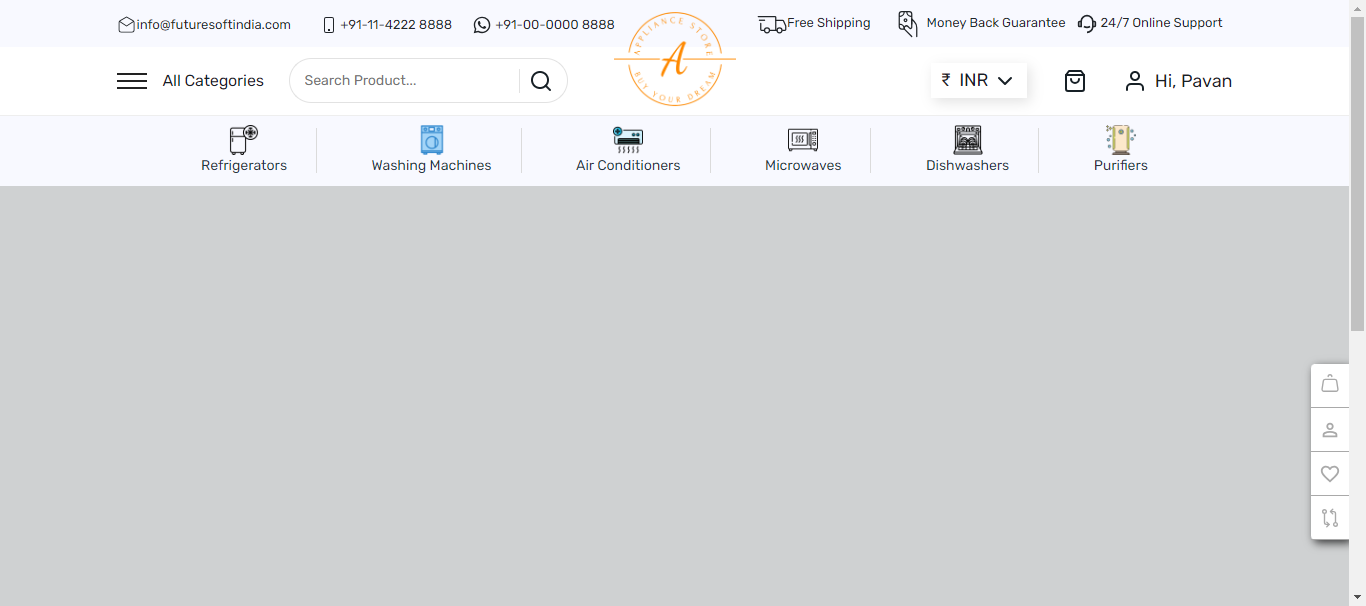 info@futuresoftindia.com +91-11-4222 8888 +91-00-0000 8888 Free Shipping Money Back Guarantee 24/7 Online Support
APPLIANCE STORE
A
BUY YOUR DREAM
All Categories Search Product... ₹ INR Hi, Pavan
Refrigerators Washing Machines Air Conditioners Microwaves Dishwashers Purifiers